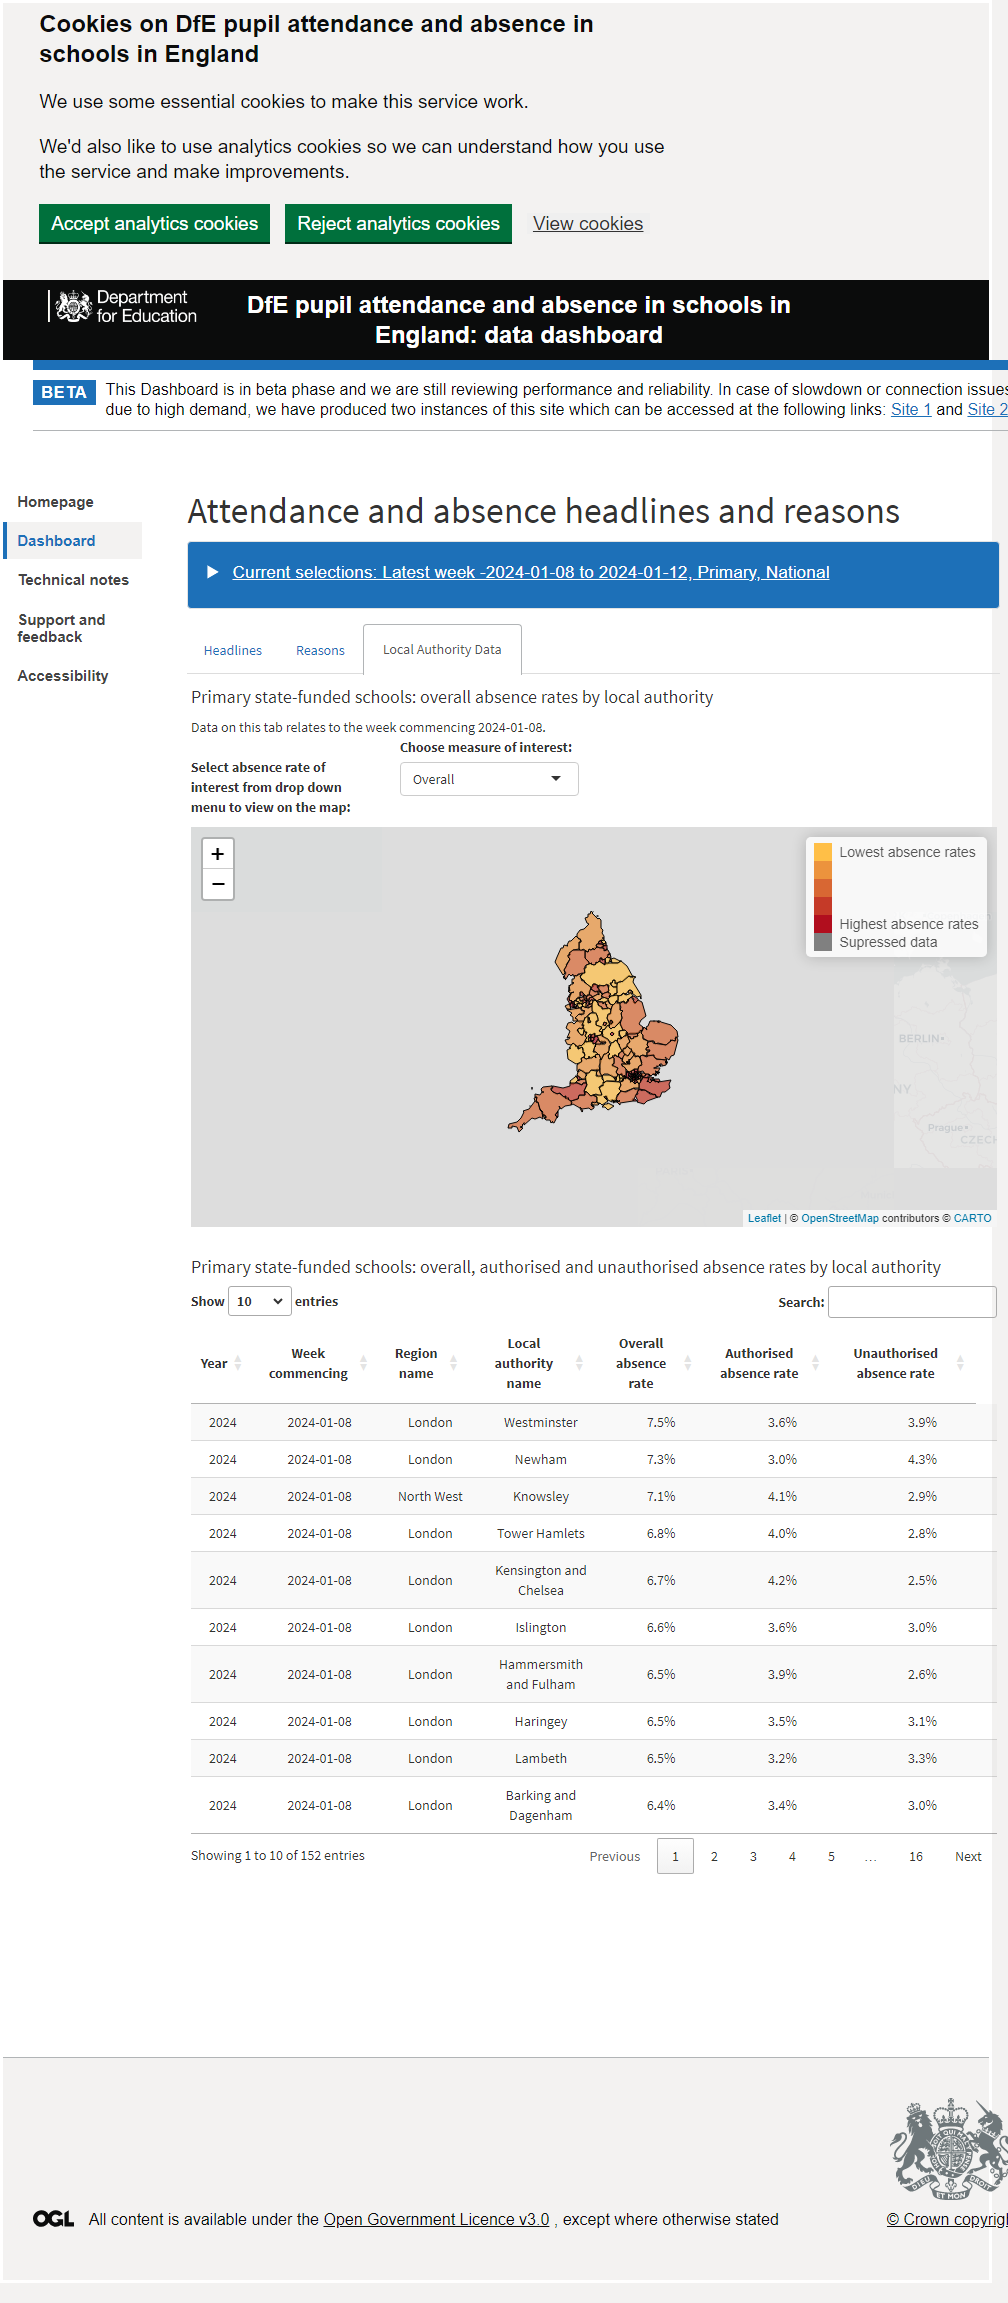 Cookies on DfE pupil attendance and absence in
schools in England
We use some essential cookies to make this service work.
We'd also like to use analytics cookies so we can understand how you use
the service and make improvements.
Accept analytics cookies Reject analytics cookies View cookies
Department
for Education
DfE pupil attendance and absence in schools in
England: data dashboard
BETA
This Dashboard is in beta phase and we are still reviewing performance and reliability. In case of slowdown or connection issues
due to high demand, we have produced two instances of this site which can be accessed at the following links: Site 1 and Site 2
Homepage
Dashboard
Technical notes
Support and
feedback
Accessibility
Attendance and absence headlines and reasons
Current selections: Latest week -2024-01-08 to 2024-01-12, Primary, National
Headlines Reasons Local Authority Data
Primary state-funded schools: overall absence rates by local authority
Data on this tab relates to the week commencing 2024-01-08.
Select absence rate of
interest from drop down
menu to view on the map:
Choose measure of interest:
Overall
+
−
Lowest absence rates
Highest absence rates
Supressed data
BERLIN
NY
Prague
CZECH
Leaflet | © OpenStreetMap contributors © CARTO
Primary state-funded schools: overall, authorised and unauthorised absence rates by local authority
Show 10 entries
Search:
Year Week commencing Region name Local authority name Overall absence rate Authorised absence rate Unauthorised absence rate
2024 2024-01-08 London Westminster 7.5% 3.6% 3.9%
2024 2024-01-08 London Newham 7.3% 3.0% 4.3%
2024 2024-01-08 North West Knowsley 7.1% 4.1% 2.9%
2024 2024-01-08 London Tower Hamlets 6.8% 4.0% 2.8%
2024 2024-01-08 London Kensington and Chelsea 6.7% 4.2% 2.5%
2024 2024-01-08 London Islington 6.6% 3.6% 3.0%
2024 2024-01-08 London Hammersmith and Fulham 6.5% 3.9% 2.6%
2024 2024-01-08 London Haringey 6.5% 3.5% 3.1%
2024 2024-01-08 London Lambeth 6.5% 3.2% 3.3%
2024 2024-01-08 London Barking and Dagenham 6.4% 3.4% 3.0%
Showing 1 to 10 of 152 entries
Previous 1 2 3 4 5 … 16 Next
OGL All content is available under the Open Government Licence v3.0 , except where otherwise stated
© Crown copyrigh